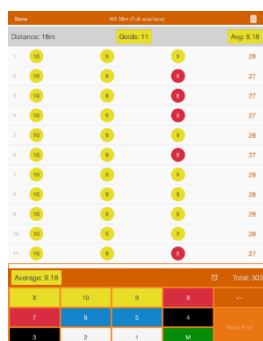 Done WA 18m (Full-size face)
Distance: 18m Golds: 11 Avg: 9.18
1. 10 9 9 28
2. 10 9 8 27
3. 10 9 8 27
4. 10 9 8 27
5. 10 9 9 28
6. 10 9 8 27
7. 10 9 9 28
8. 10 9 9 28
9. 10 9 9 28
10. 10 9 9 28
11. 10 9 8 27
Average: 9.18 Total: 303
X 10 9 8 <-
7 6 5 4 Next End
3 2 1 M